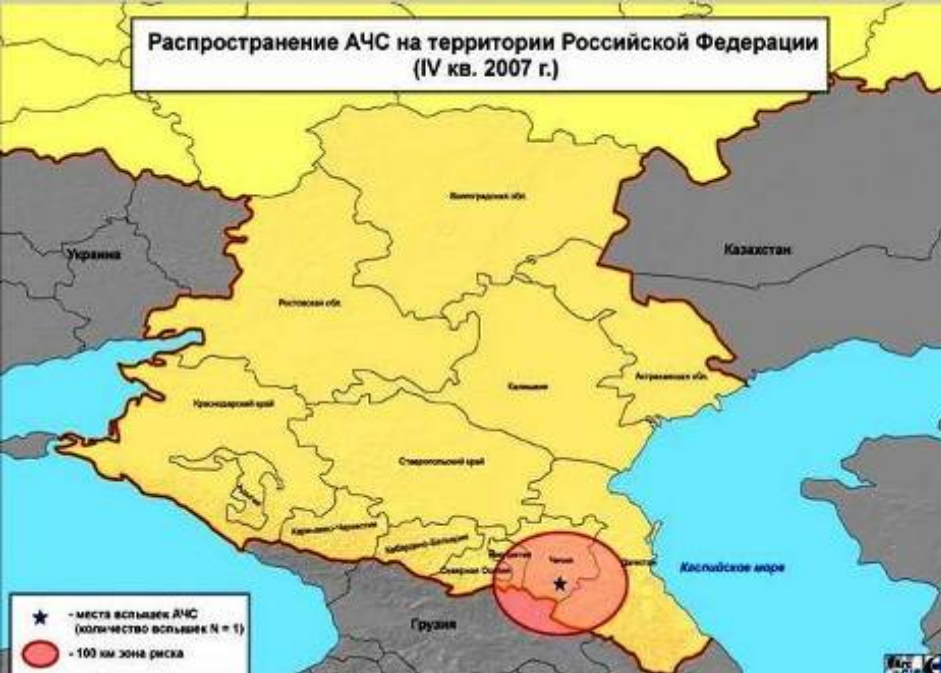 Распространение АЧС на территории Российской Федерации
(IV кв. 2007 г.)
Волгоградская обл.
Украина
Казахстан
Ростовская обл.
Калмыкия
Астраханская обл.
Краснодарский край
Ставропольский край
Адыгея
Карачаево-Черкессия
Кабардино-Балкария
Ингушетия
Чечня
Северная Осетия
Дагестан
Каспийское море
Грузия
- места вспышек АЧС
(количество вспышек N = 1)
- 100 км зона риска